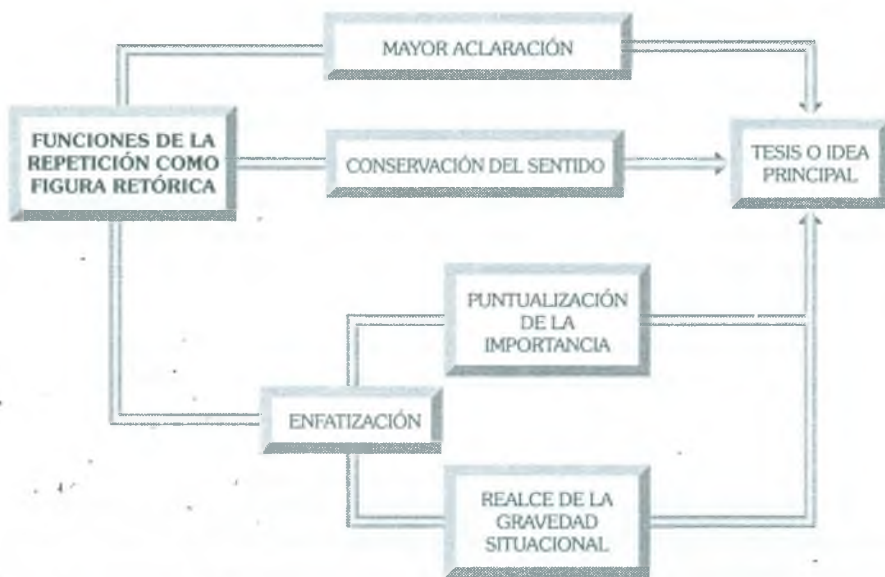 MAYOR ACLARACIÓN
FUNCIONES DE LA
REPETICIÓN COMO
FIGURA RETÓRICA
CONSERVACIÓN DEL SENTIDO
TESIS O IDEA
PRINCIPAL
PUNTUALIZACIÓN
DE LA
IMPORTANCIA
ENFATIZACIÓN
REALCE DE LA
GRAVEDAD
SITUACIONAL